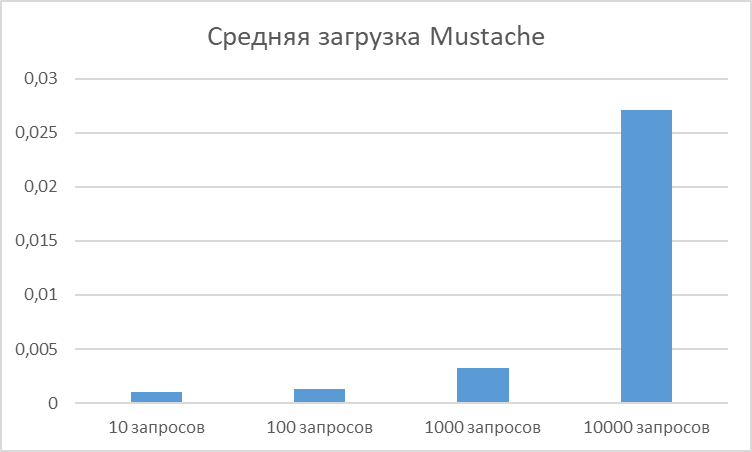 Средняя загрузка Mustache
0,03
0,025
0,02
0,015
0,01
0,005
0
10 запросов
100 запросов
1000 запросов
10000 запросов